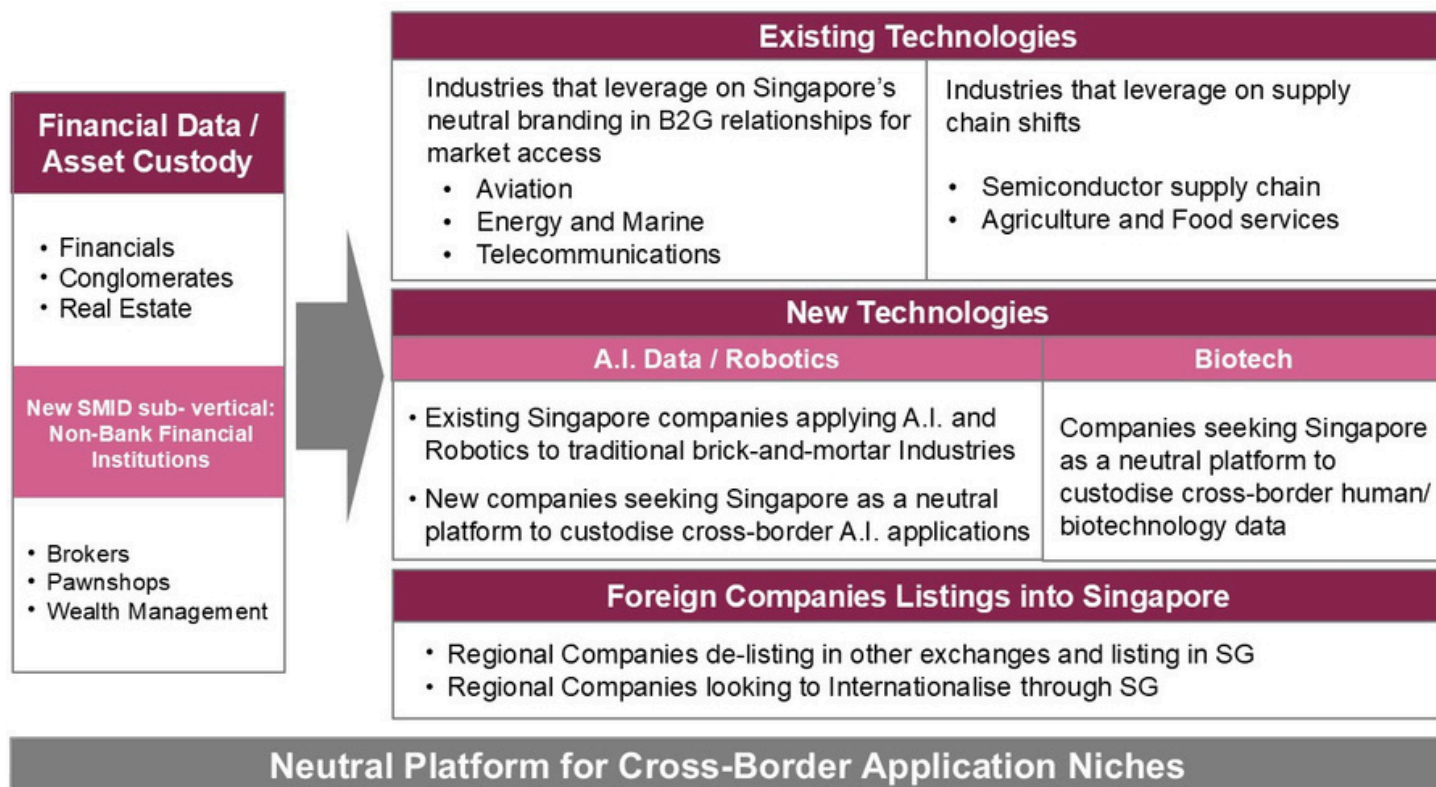 Financial Data /
Asset Custody
• Financials
• Conglomerates
• Real Estate
New SMID sub- vertical:
Non-Bank Financial
Institutions
• Brokers
• Pawnshops
• Wealth Management
Existing Technologies
Industries that leverage on Singapore's
neutral branding in B2G relationships for
market access
• Aviation
• Energy and Marine
• Telecommunications
Industries that leverage on supply
chain shifts
• Semiconductor supply chain
• Agriculture and Food services
New Technologies
A.I. Data / Robotics
• Existing Singapore companies applying A.I. and
Robotics to traditional brick-and-mortar Industries
• New companies seeking Singapore as a neutral
platform to custodise cross-border A.I. applications
Biotech
Companies seeking Singapore
as a neutral platform to
custodise cross-border human/
biotechnology data
Foreign Companies Listings into Singapore
• Regional Companies de-listing in other exchanges and listing in SG
• Regional Companies looking to Internationalise through SG
Neutral Platform for Cross-Border Application Niches